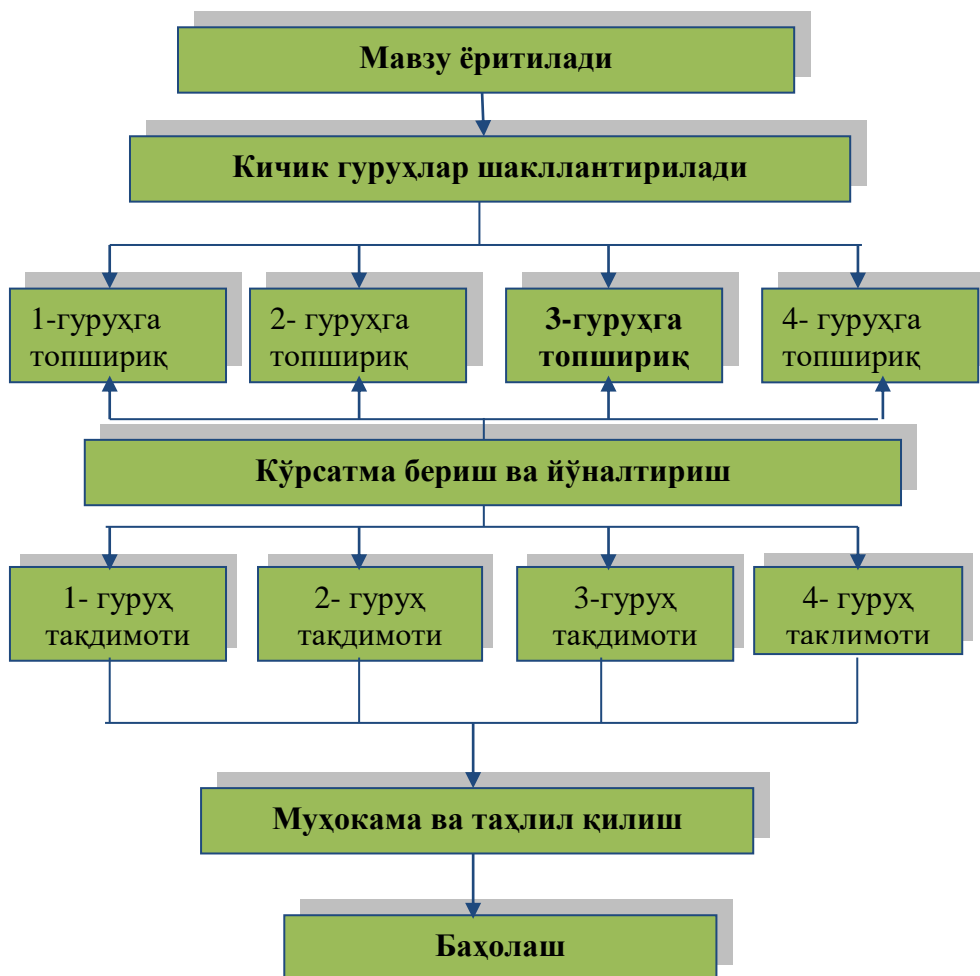 Мавзу ёритилади
Кичик гуруҳлар шакллантирилади
1-гуруҳга
топшириқ
2- гуруҳга
топшириқ
3-гуруҳга
топшириқ
4- гуруҳга
топшириқ
Кўрсатма бериш ва йўналтириш
1- гуруҳ
тақдимоти
2- гуруҳ
тақдимоти
3-гуруҳ
тақдимоти
4- гуруҳ
тақдимоти
Муҳокама ва таҳлил қилиш
Баҳолаш